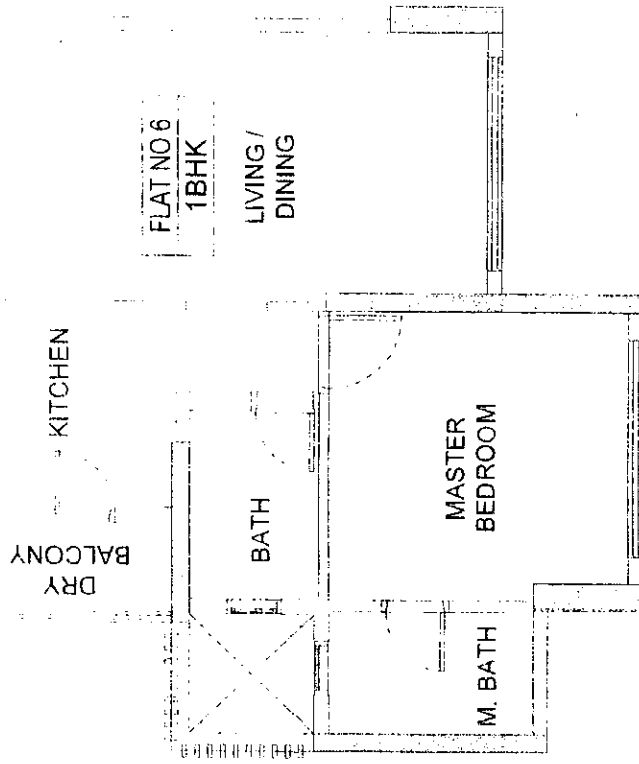 FLAT NO 6
1BHK
LIVING /
DINING
KITCHEN
DRY
BALCONY
BATH
MASTER
BEDROOM
M. BATH